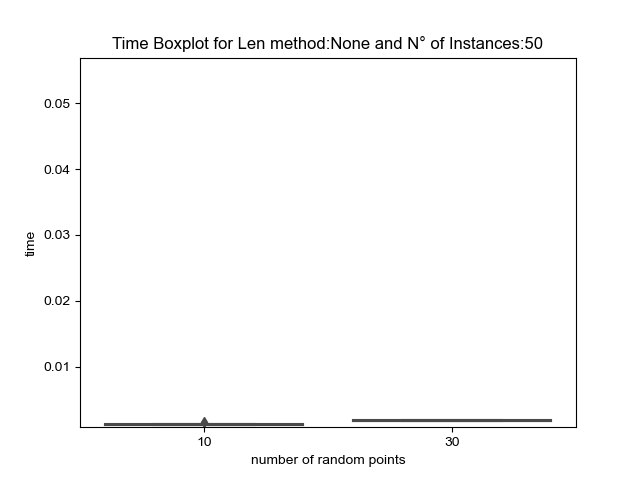 Time Boxplot for Len method:None and N° of Instances:50
0.05
0.04
0.03
0.02
0.01
time
10 30
number of random points